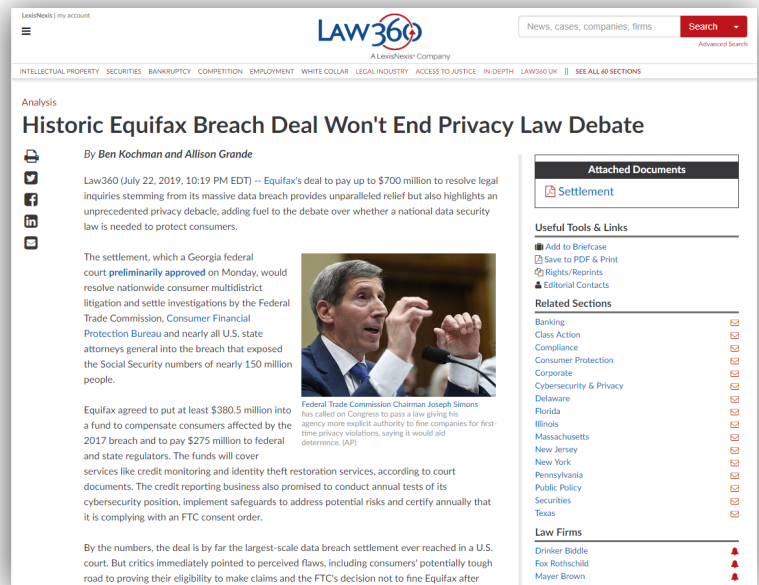 LexisNexis | my account
LAW360
A LexisNexis® Company
News, cases, companies, firms
Search
Advanced Search
INTELLECTUAL PROPERTY SECURITIES BANKRUPTCY COMPETITION EMPLOYMENT WHITE COLLAR LEGAL INDUSTRY ACCESS TO JUSTICE IN-DEPTH LAW360 UK || SEE ALL 60 SECTIONS
Analysis
Historic Equifax Breach Deal Won't End Privacy Law Debate
By Ben Kochman and Allison Grande
Law360 (July 22, 2019, 10:19 PM EDT) -- Equifax's deal to pay up to $700 million to resolve legal
inquiries stemming from its massive data breach provides unparalleled relief but also highlights an
unprecedented privacy debacle, adding fuel to the debate over whether a national data security
law is needed to protect consumers.
The settlement, which a Georgia federal
court preliminarily approved on Monday, would
resolve nationwide consumer multidistrict
litigation and settle investigations by the Federal
Trade Commission, Consumer Financial
Protection Bureau and nearly all U.S. state
attorneys general into the breach that exposed
the Social Security numbers of nearly 150 million
people.
Federal Trade Commission Chairman Joseph Simons
has called on Congress to pass a law giving his
agency more explicit authority to fine companies for first-
time privacy violations, saying it would aid
deterrence. (AP)
Equifax agreed to put at least $380.5 million into
a fund to compensate consumers affected by the
2017 breach and to pay $275 million to federal
and state regulators. The funds will cover
services like credit monitoring and identity theft restoration services, according to court
documents. The credit reporting business also promised to conduct annual tests of its
cybersecurity position, implement safeguards to address potential risks and certify annually that
it is complying with an FTC consent order.
By the numbers, the deal is by far the largest-scale data breach settlement ever reached in a U.S.
court. But critics immediately pointed to perceived flaws, including consumers' potentially tough
road to proving their eligibility to make claims and the FTC's decision not to fine Equifax after
Attached Documents
Settlement
Useful Tools & Links
Add to Briefcase
Save to PDF & Print
Rights/Reprints
Editorial Contacts
Related Sections
Banking
Class Action
Compliance
Consumer Protection
Corporate
Cybersecurity & Privacy
Delaware
Florida
Illinois
Massachusetts
New Jersey
New York
Pennsylvania
Public Policy
Securities
Texas
Law Firms
Drinker Biddle
Fox Rothschild
Mayer Brown